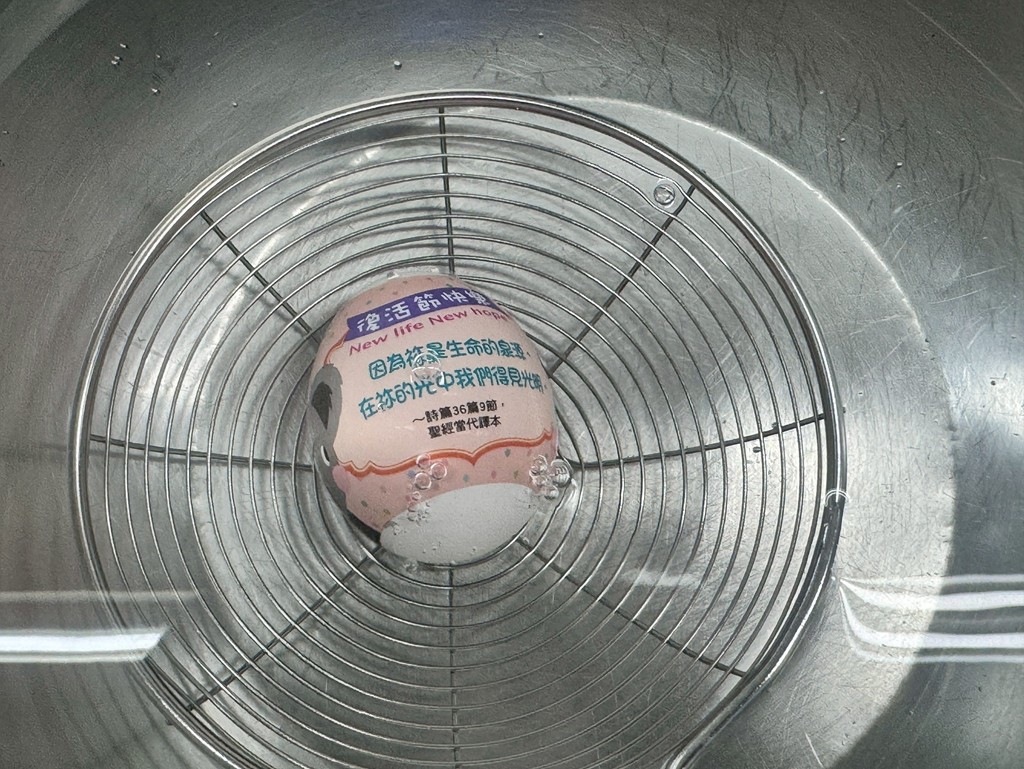 復活節快樂
New life New hope
因為祢是生命的泉源，
在祢的光中我們得見光明。
～詩篇36篇9節，
聖經當代譯本